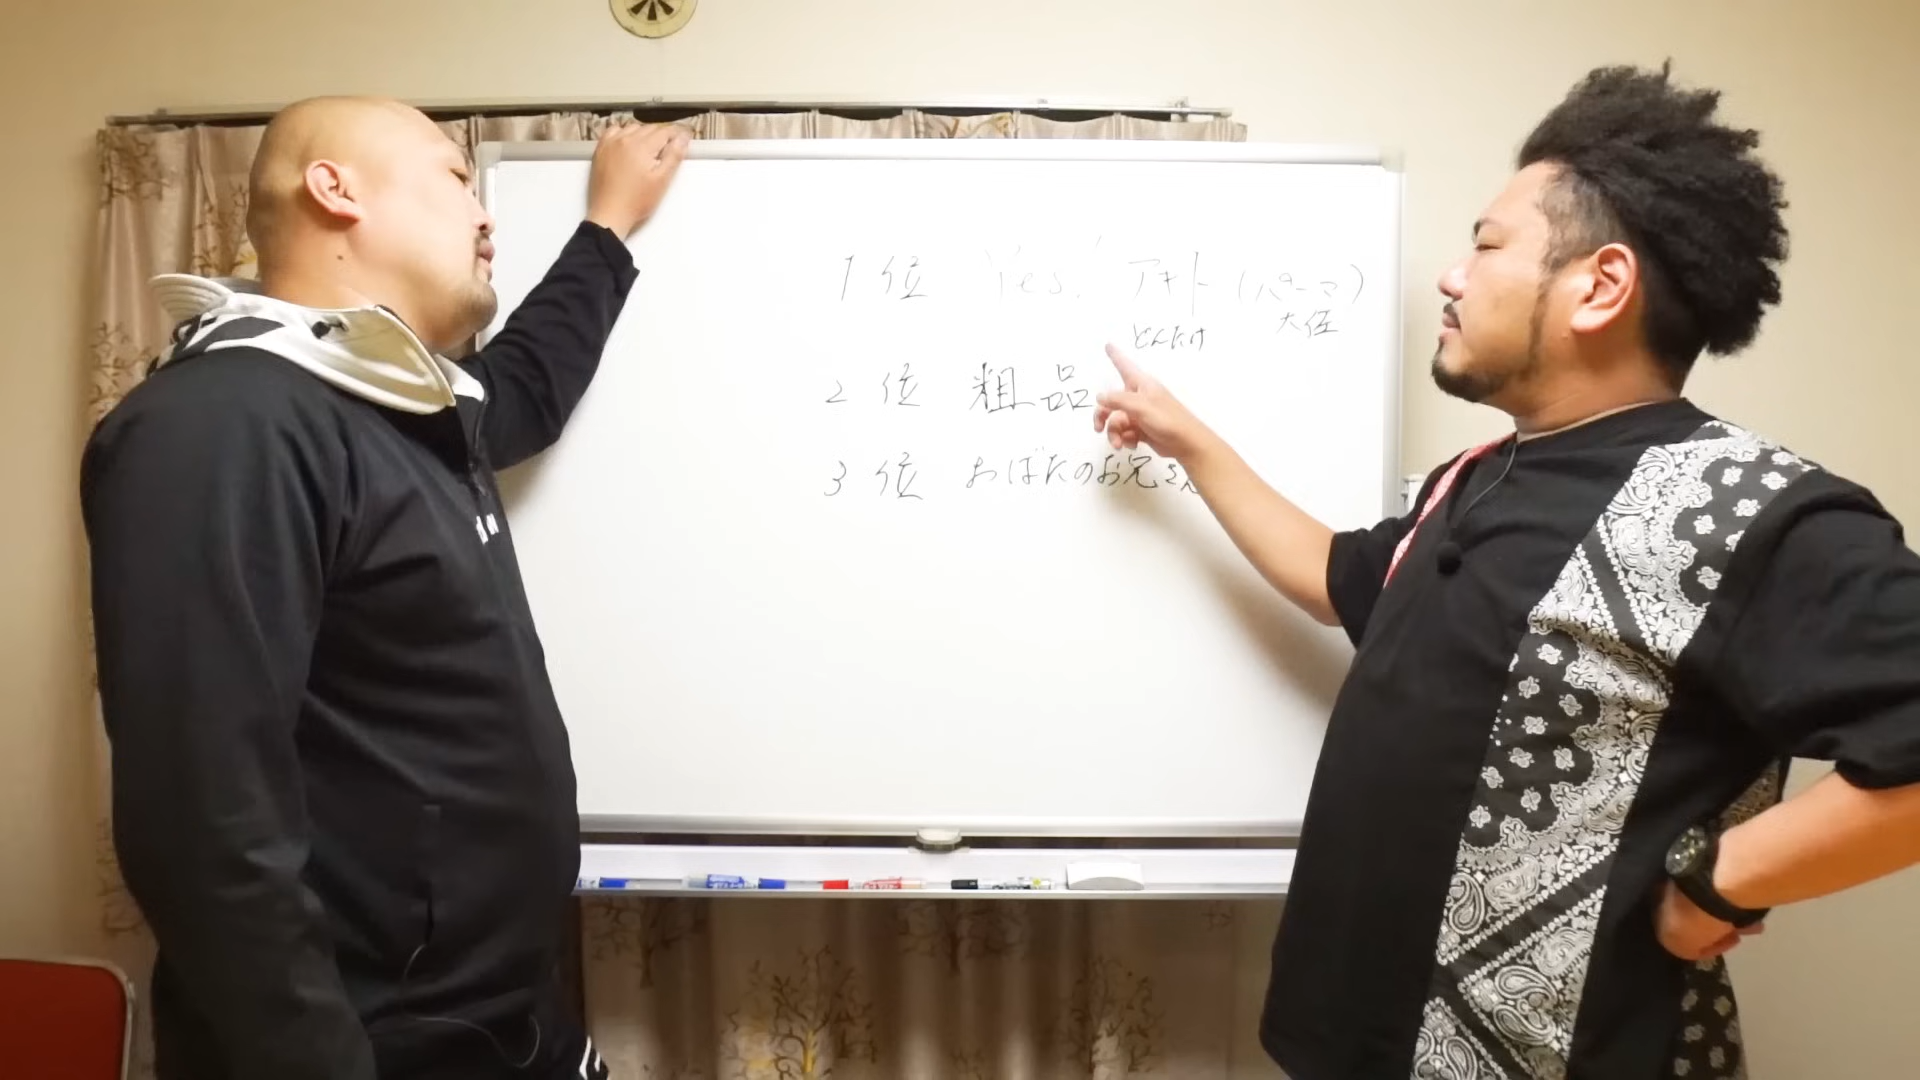 1位 Yes! アキト (パーマ)
どんたけ 大佐
2位 粗品
3位 おばたのお兄さん